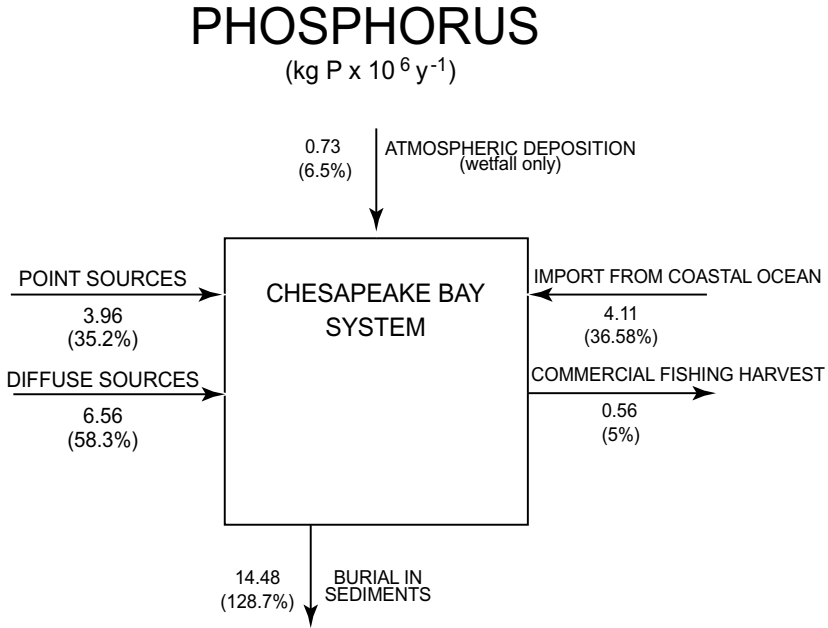 PHOSPHORUS
(kg P x 10⁶ y⁻¹)
0.73
(6.5%)
ATMOSPHERIC DEPOSITION
(wetfall only)
POINT SOURCES
3.96
(35.2%)
DIFFUSE SOURCES
6.56
(58.3%)
CHESAPEAKE BAY
SYSTEM
IMPORT FROM COASTAL OCEAN
4.11
(36.58%)
COMMERCIAL FISHING HARVEST
0.56
(5%)
14.48
(128.7%)
BURIAL IN
SEDIMENTS